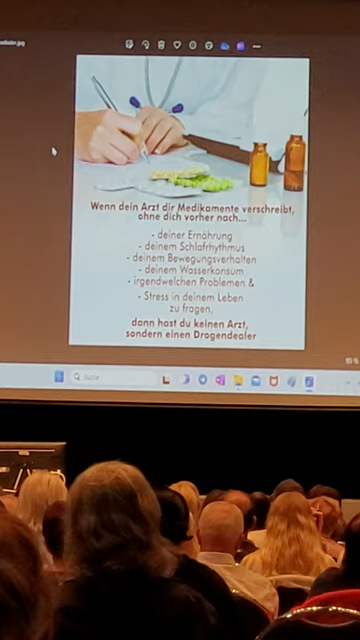 Wenn dein Arzt dir Medikamente verschreibt,
ohne dich vorher nach...
- deiner Ernährung
- deinem Schlafrhythmus
- deinem Bewegungsverhalten
- deinem Wasserkonsum
- irgendwelchen Problemen &
- Stress in deinem Leben
zu fragen,
dann hast du keinen Arzt,
sondern einen Drogendealer
Suche